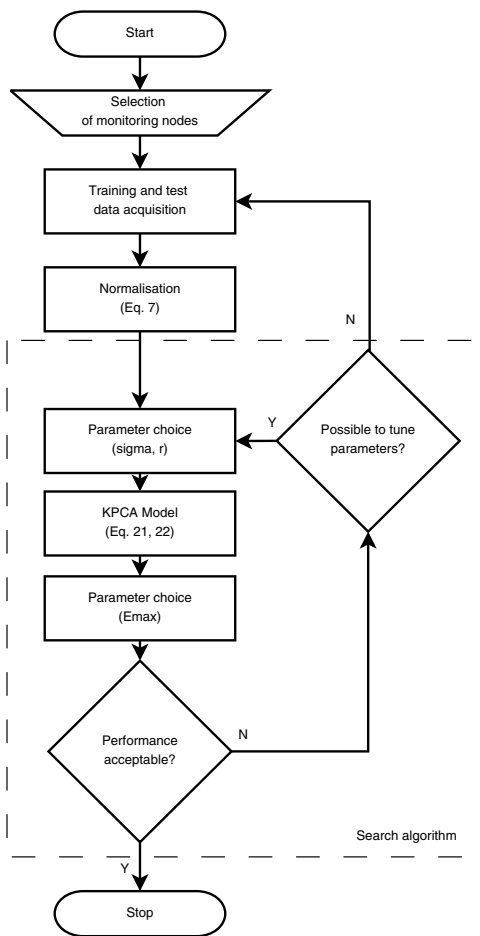 Start
Selection
of monitoring nodes
Training and test
data acquisition
Normalisation
(Eq. 7)
N
Parameter choice
(sigma, r)
Y
Possible to tune
parameters?
KPCA Model
(Eq. 21, 22)
Parameter choice
(Emax)
Performance
acceptable?
N
Search algorithm
Y
Stop